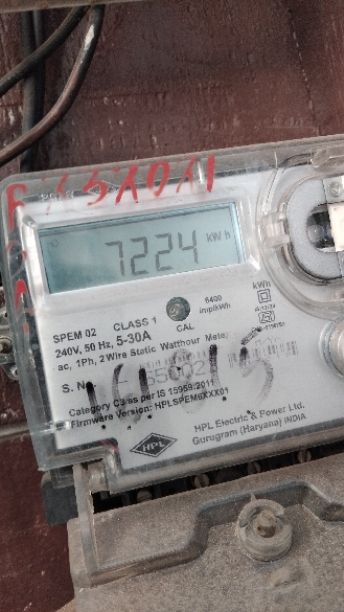 7224 kWh
6400
imp/kWh
kWh
SPEM 02 CLASS 1
240V, 50 Hz, 5-30A CAL
ac, 1Ph, 2 Wire Static Watthour Meter
S. No.
Category C3 as per IS 15959:2011
Firmware Version: HPLSPEM6XXX01
HPL
HPL Electric & Power Ltd.
Gurugram (Haryana) INDIA